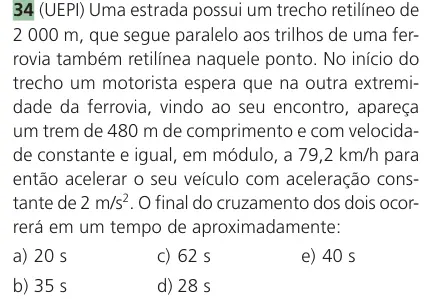 34 (UEPI) Uma estrada possui um trecho retilíneo de
2 000 m, que segue paralelo aos trilhos de uma fer-
rovia também retilínea naquele ponto. No início do
trecho um motorista espera que na outra extremi-
dade da ferrovia, vindo ao seu encontro, apareça
um trem de 480 m de comprimento e com velocida-
de constante e igual, em módulo, a 79,2 km/h para
então acelerar o seu veículo com aceleração cons-
tante de 2 m/s². O final do cruzamento dos dois ocor-
rerá em um tempo de aproximadamente:
a) 20 s c) 62 s e) 40 s
b) 35 s d) 28 s